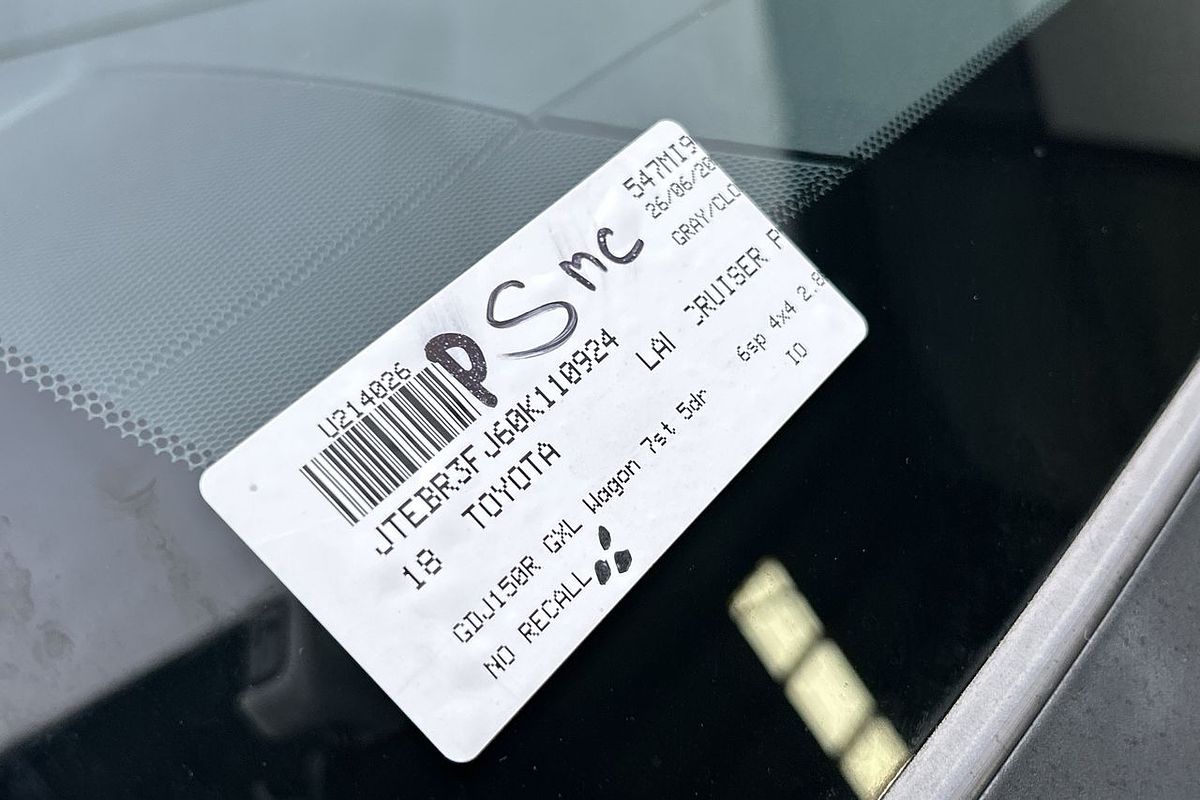 547MI9
26/06/20
GRAY/CLO
P S mc
U214026
JTEBR3FJ60K110924
18 TOYOTA LAN CRUISER P
GDJ150R GXL Wagon 7st 5dr 6sp 4x4 2.8
NO RECALL IO